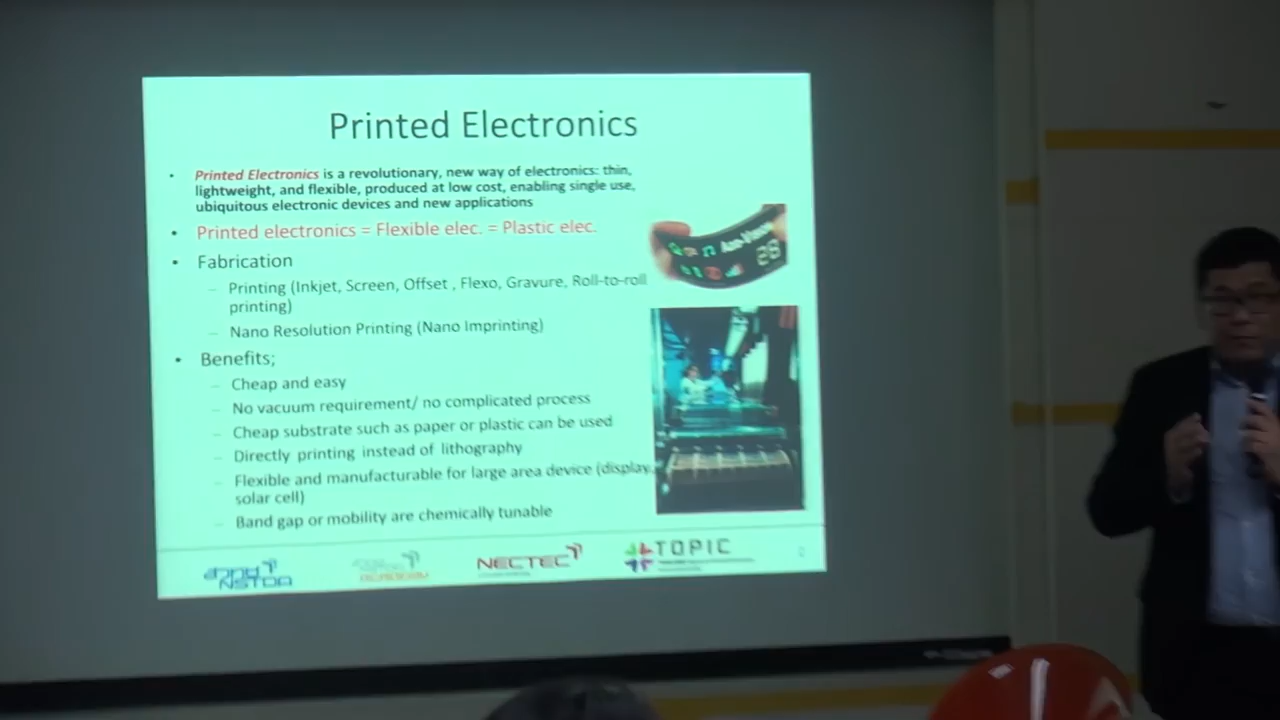 Printed Electronics
• Printed Electronics is a revolutionary, new way of electronics: thin,
lightweight, and flexible, produced at low cost, enabling single use,
ubiquitous electronic devices and new applications
• Printed electronics = Flexible elec. = Plastic elec.
• Fabrication
– Printing (Inkjet, Screen, Offset , Flexo, Gravure, Roll-to-roll
printing)
– Nano Resolution Printing (Nano Imprinting)
• Benefits;
– Cheap and easy
– No vacuum requirement/ no complicated process
– Cheap substrate such as paper or plastic can be used
– Directly printing instead of lithography
– Flexible and manufacturable for large area device (display,
solar cell)
– Band gap or mobility are chemically tunable
28
NSTDA
ACADEMY
NECTEC
TOPIC